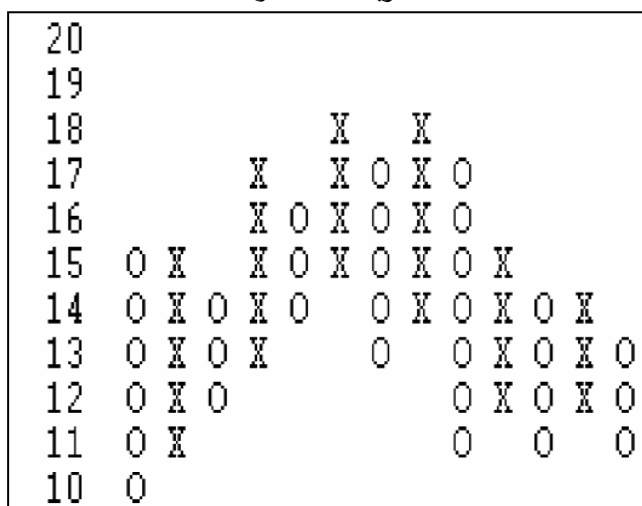 20
19
18 X X
17 X X O X O
16 X O X O X O
15 O X X O X O X O X
14 O X O X O O X O X O X
13 O X O X O O X O X O
12 O X O O X O X O
11 O X O O O
10 O